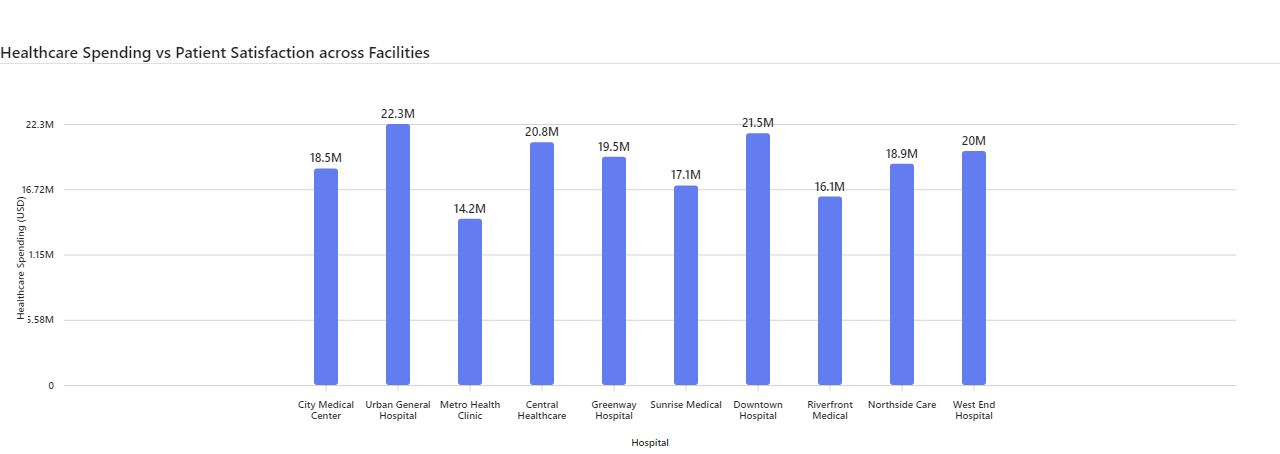 Healthcare Spending vs Patient Satisfaction across Facilities
22.3M
16.72M
1.15M
5.58M
0
Healthcare Spending (USD)
18.5M
22.3M
14.2M
20.8M
19.5M
17.1M
21.5M
16.1M
18.9M
20M
City Medical
Center
Urban General
Hospital
Metro Health
Clinic
Central
Healthcare
Greenway
Hospital
Sunrise Medical
Downtown
Hospital
Riverfront
Medical
Northside Care
West End
Hospital
Hospital